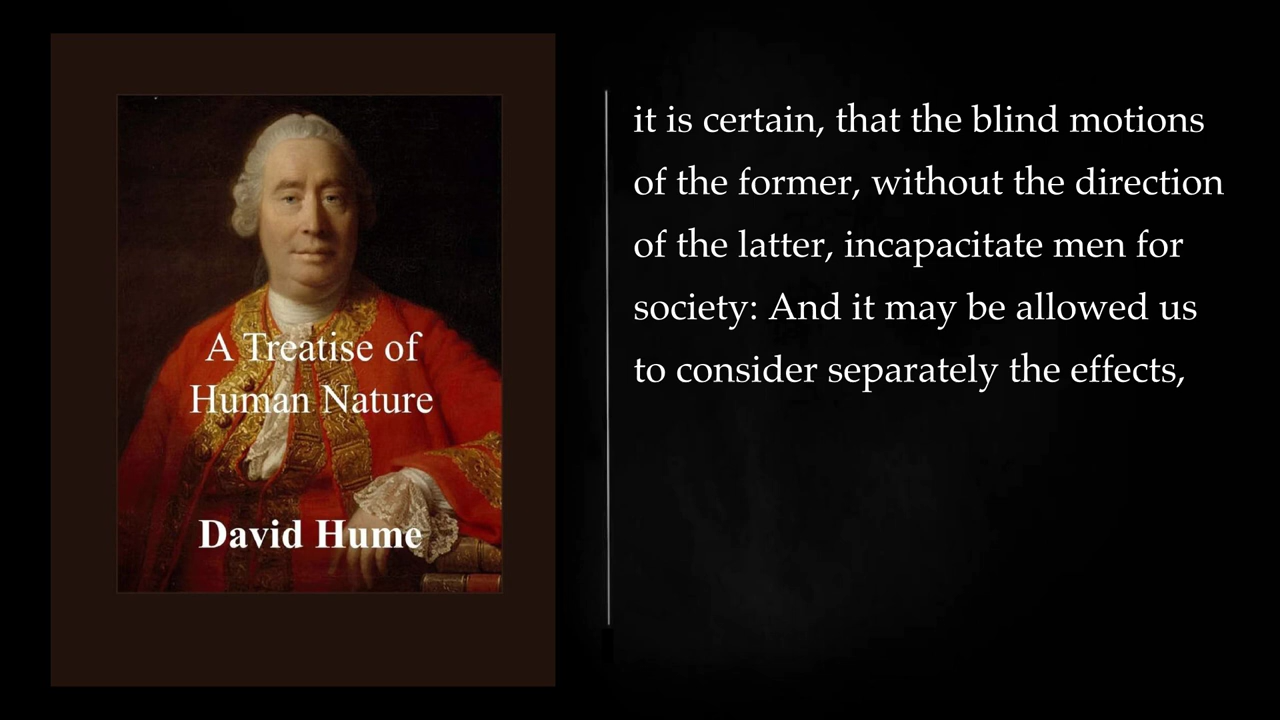 A Treatise of
Human Nature
David Hume
it is certain, that the blind motions
of the former, without the direction
of the latter, incapacitate men for
society: And it may be allowed us
to consider separately the effects,